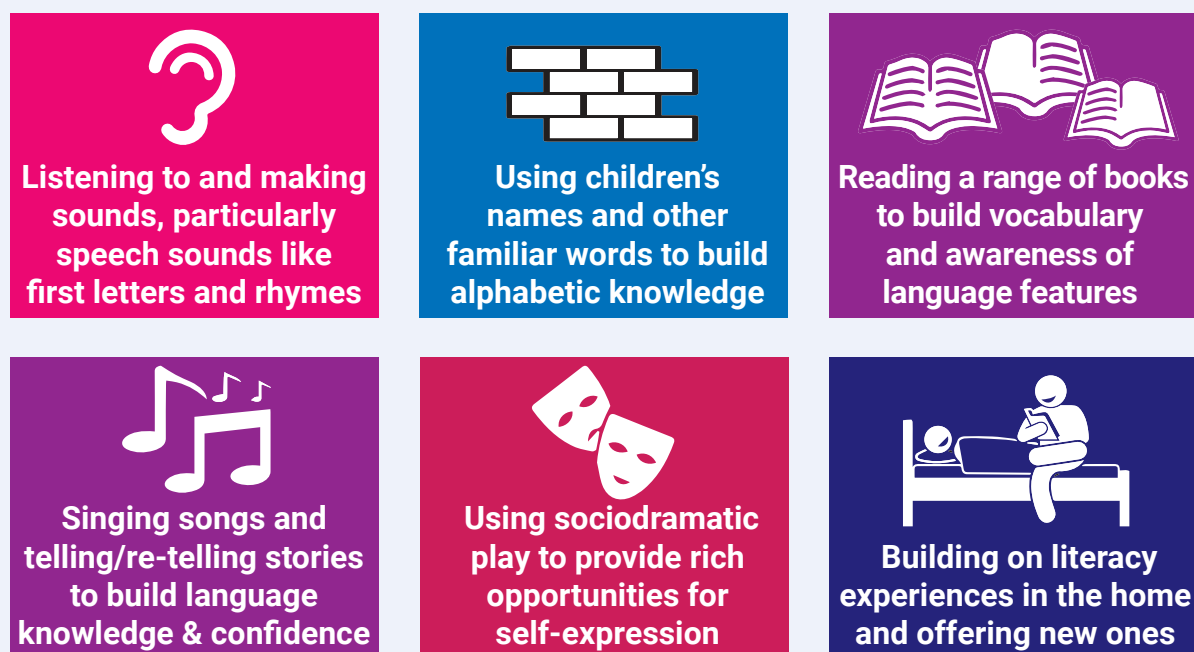 Listening to and making
sounds, particularly
speech sounds like
first letters and rhymes
Using children’s
names and other
familiar words to build
alphabetic knowledge
Reading a range of books
to build vocabulary
and awareness of
language features
Singing songs and
telling/re-telling stories
to build language
knowledge & confidence
Using sociodramatic
play to provide rich
opportunities for
self-expression
Building on literacy
experiences in the home
and offering new ones